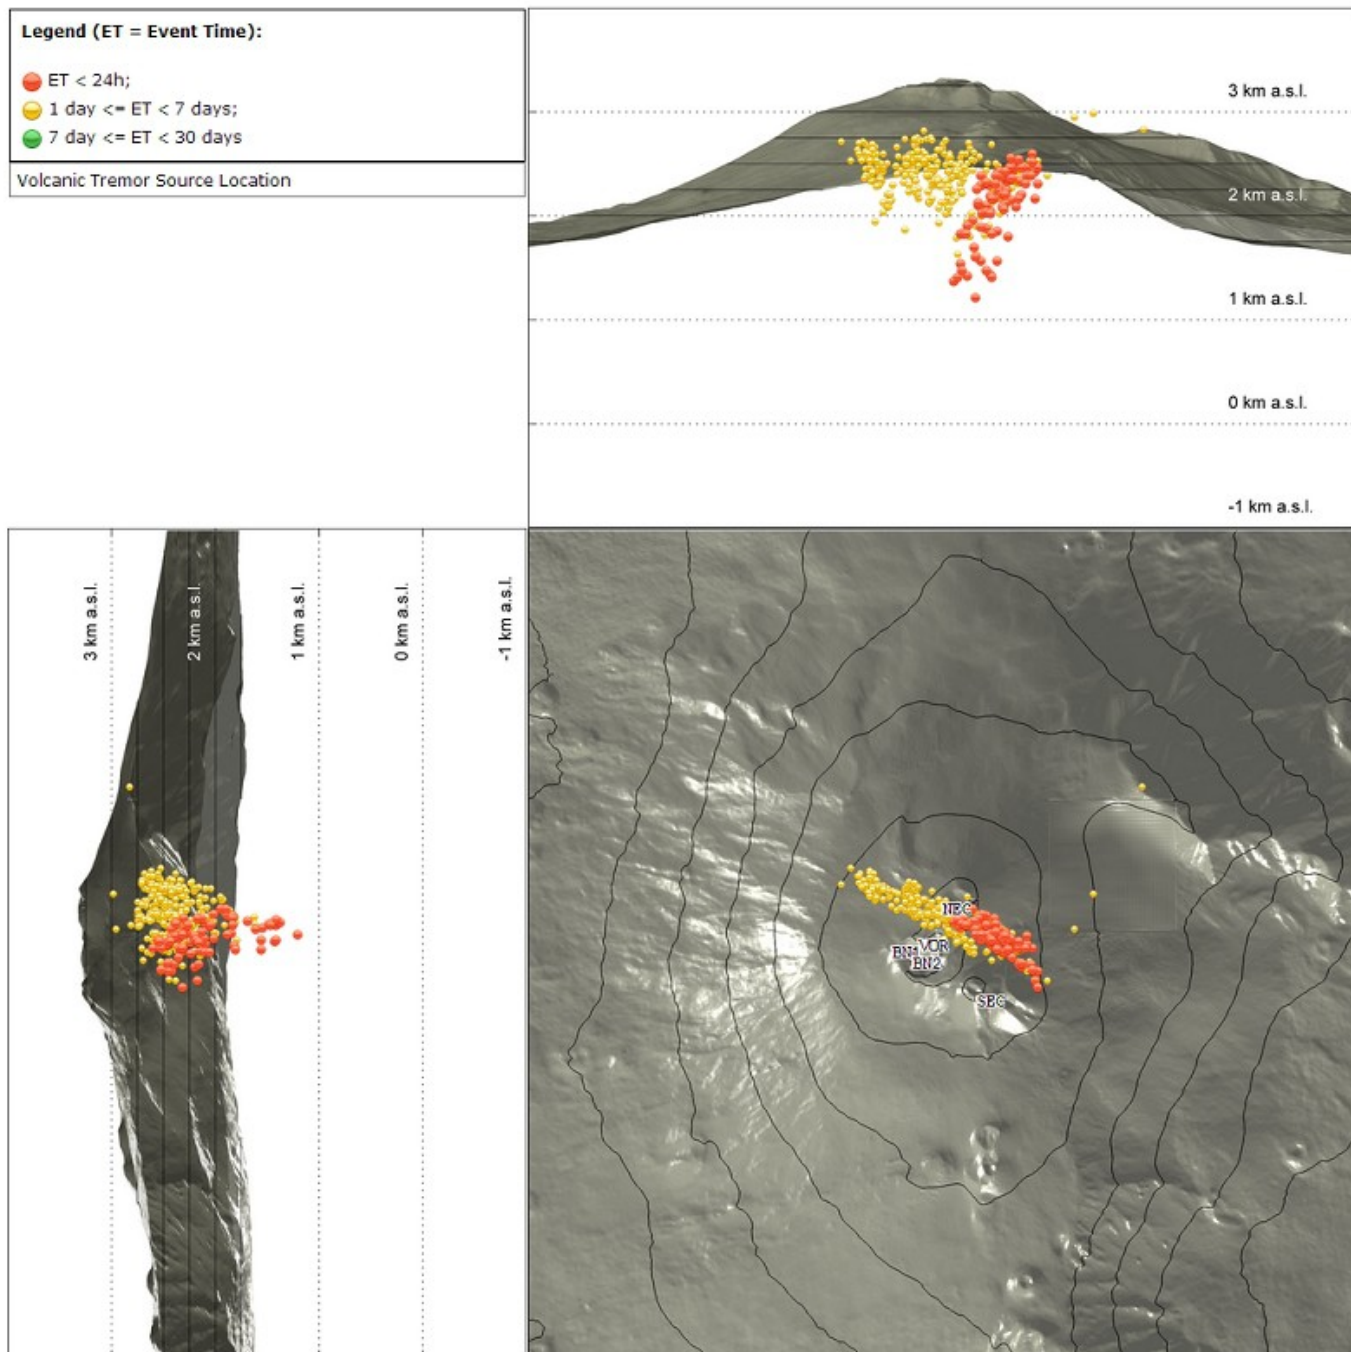 Legend (ET = Event Time):
ET < 24h;
1 day <= ET < 7 days;
7 day <= ET < 30 days
Volcanic Tremor Source Location
3 km a.s.l.
2 km a.s.l.
1 km a.s.l.
0 km a.s.l.
-1 km a.s.l.
3 km a.s.l.
2 km a.s.l.
1 km a.s.l.
0 km a.s.l.
-1 km a.s.l.
NEC
BN1 VOR
BN2
SEC